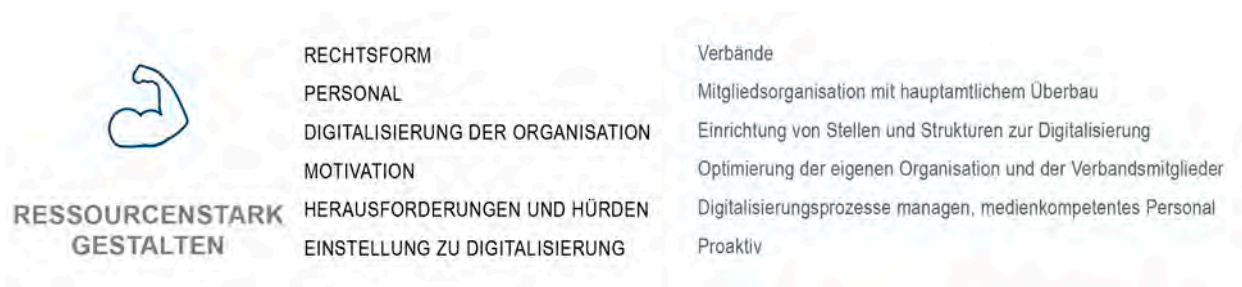 RECHTSFORM Verbände
PERSONAL Mitgliedsorganisation mit hauptamtlichem Überbau
DIGITALISIERUNG DER ORGANISATION Einrichtung von Stellen und Strukturen zur Digitalisierung
MOTIVATION Optimierung der eigenen Organisation und der Verbandsmitglieder
HERAUSFORDERUNGEN UND HÜRDEN Digitalisierungsprozesse managen, medienkompetentes Personal
EINSTELLUNG ZU DIGITALISIERUNG Proaktiv
RESSOURCENSTARK
GESTALTEN